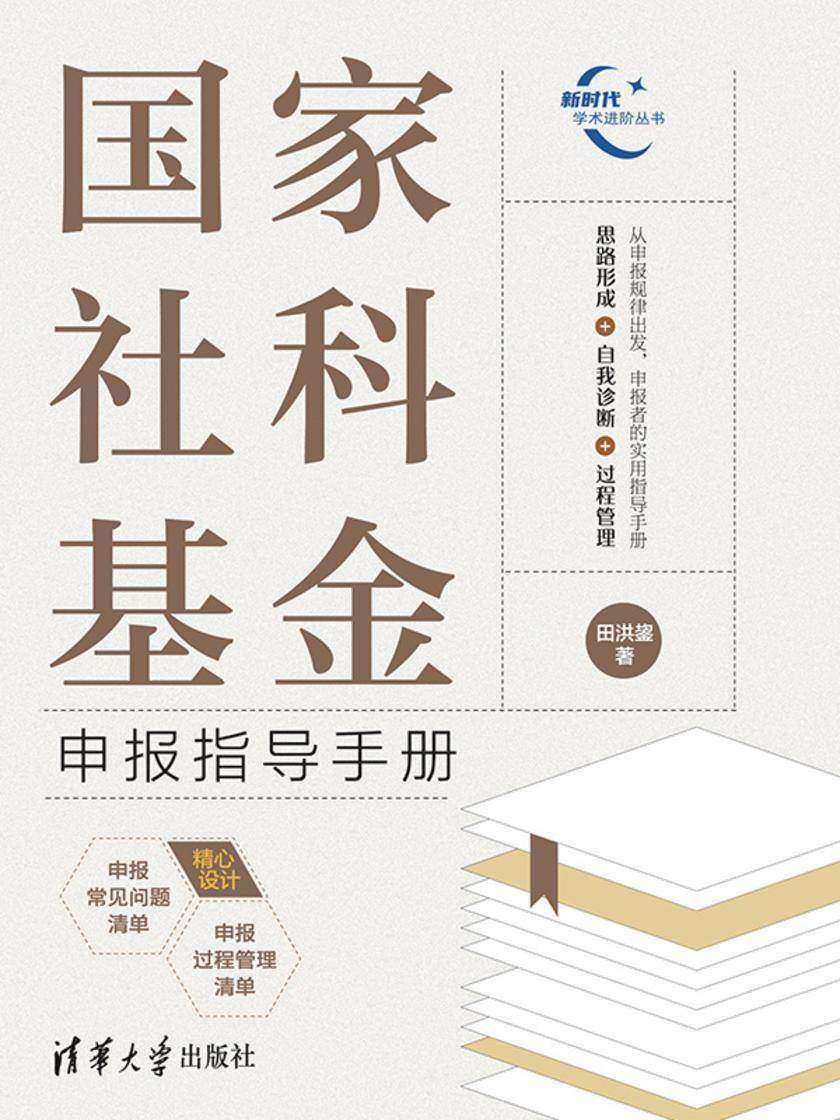 国家
社科
基金
申报指导手册
新时代
学术进阶丛书
从申报规律出发，申报者的实用指导手册
思路形成+自我诊断+过程管理
田洪鋆
著
申报
常见问题
清单
精心
设计
申报
过程管理
清单
清华大学出版社